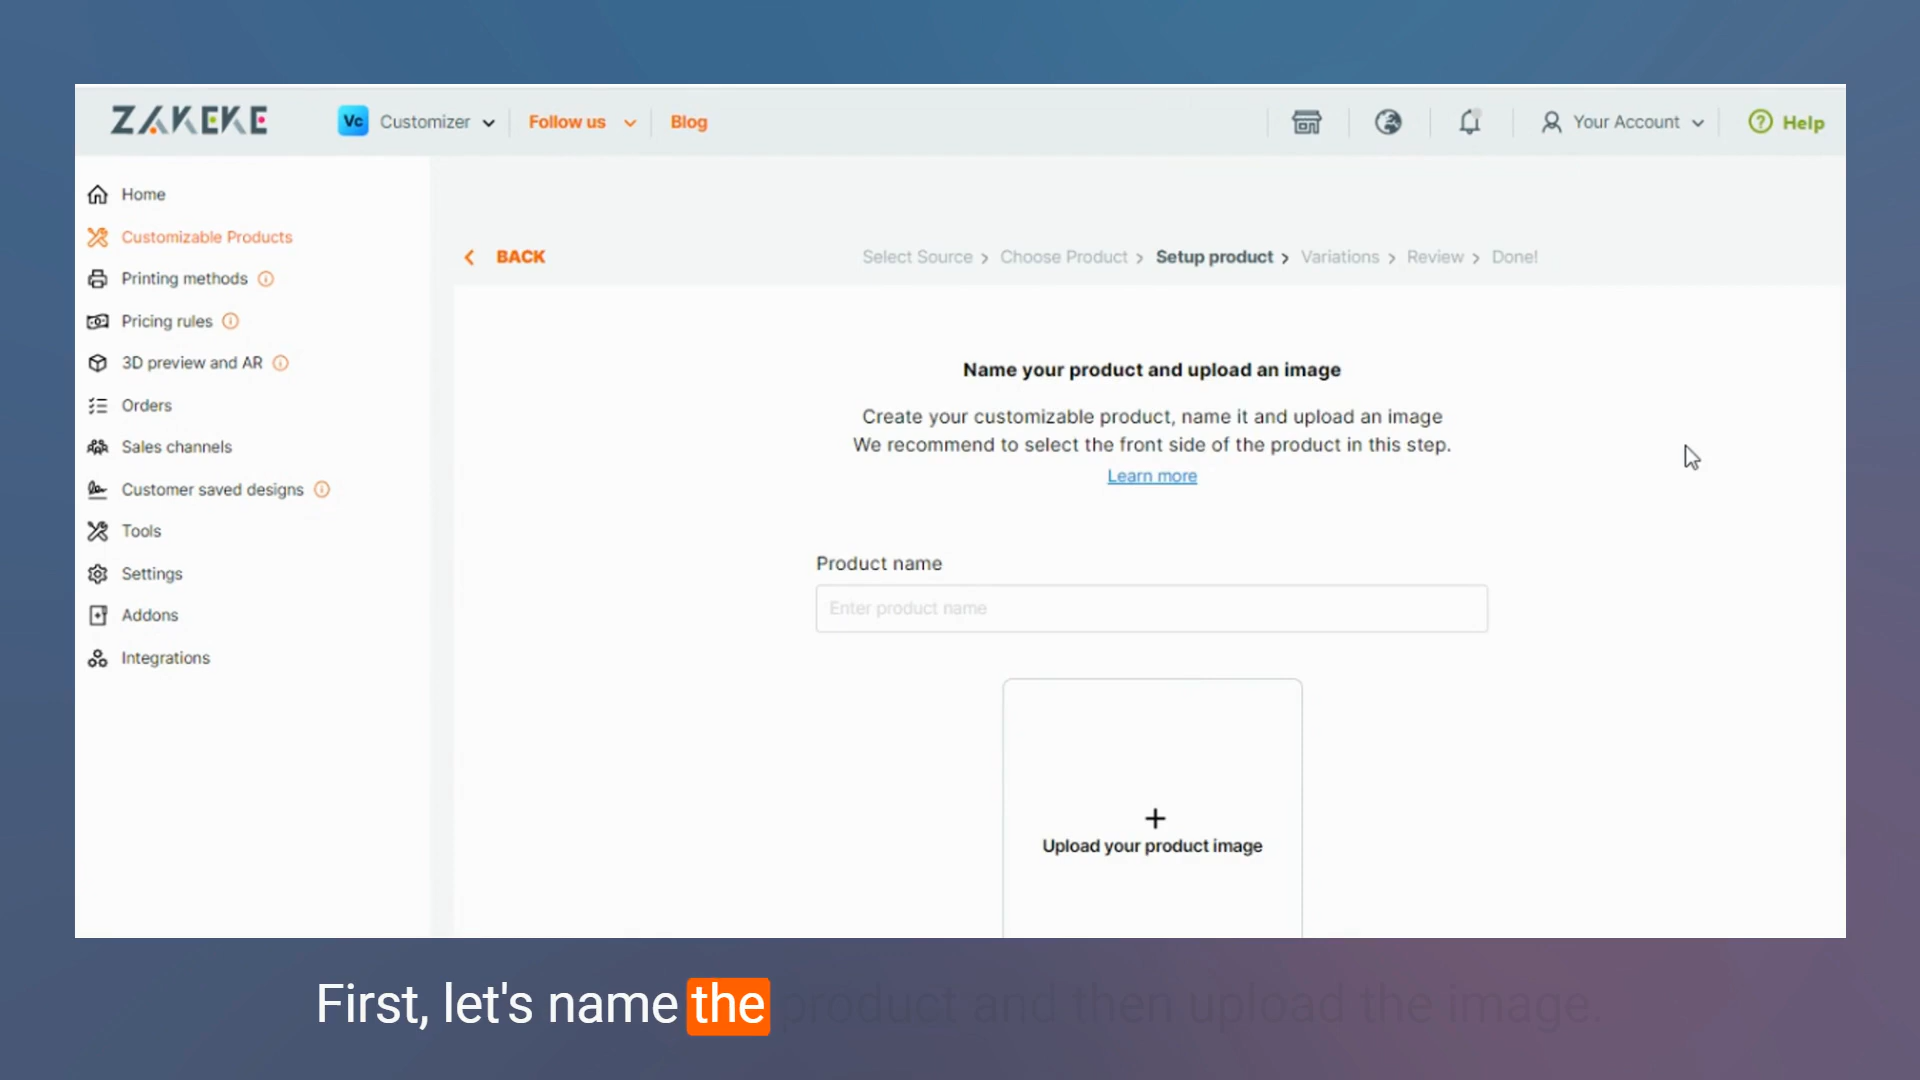 ZAKEKE
Vc Customizer
Follow us
Blog
Your Account
Help
Home
Customizable Products
Printing methods
Pricing rules
3D preview and AR
Orders
Sales channels
Customer saved designs
Tools
Settings
Addons
Integrations
BACK
Select Source > Choose Product > Setup product > Variations > Review > Done!
Name your product and upload an image
Create your customizable product, name it and upload an image
We recommend to select the front side of the product in this step.
Learn more
Product name
Enter product name
+
Upload your product image
First, let's name the product and then upload the image.